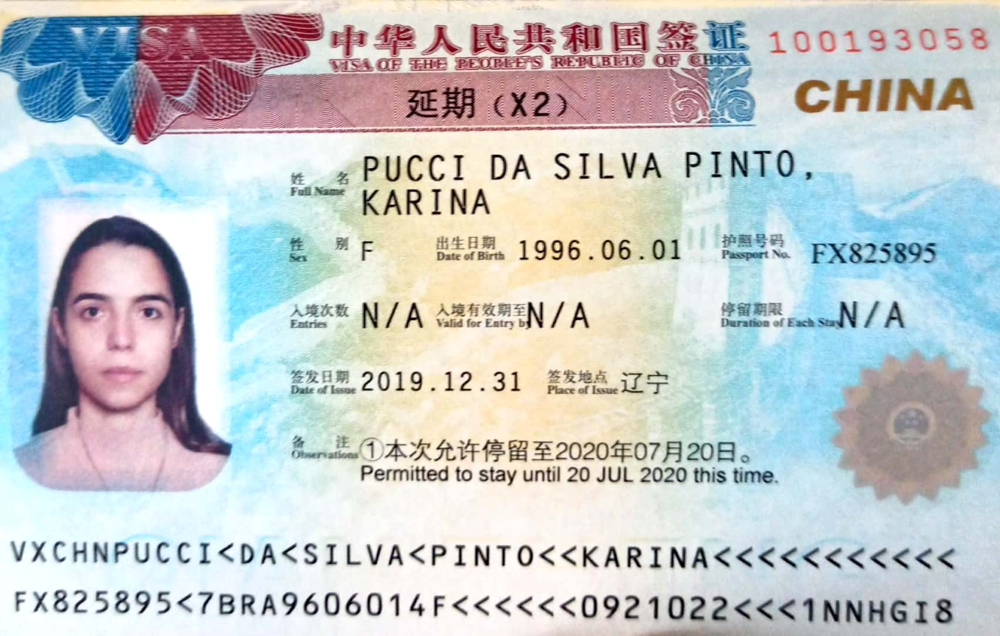 VISA
中华人民共和国签证 100193058
VISA OF THE PEOPLE'S REPUBLIC OF CHINA
CHINA
延期（X2）
姓 名 PUCCI DA SILVA PINTO,
Full Name KARINA
性 别 F 出生日期 1996.06.01 护照号码 FX825895
Sex Date of Birth Passport No.
入境次数 N/A 入境有效期至 N/A 停留期限 N/A
Entries Valid for Entry by Duration of Each Stay
签发日期 2019.12.31 签发地点 辽宁
Date of Issue Place of Issue
备 注 ①本次允许停留至2020年07月20日。
Observations Permitted to stay until 20 JUL 2020 this time.
VXCHNPUCCI<DA<SILVA<PINTO<<KARINA<<<<<<<<<<<
FX825895<7BRA9606014F<<<<<<0921022<<<1NNHGI8